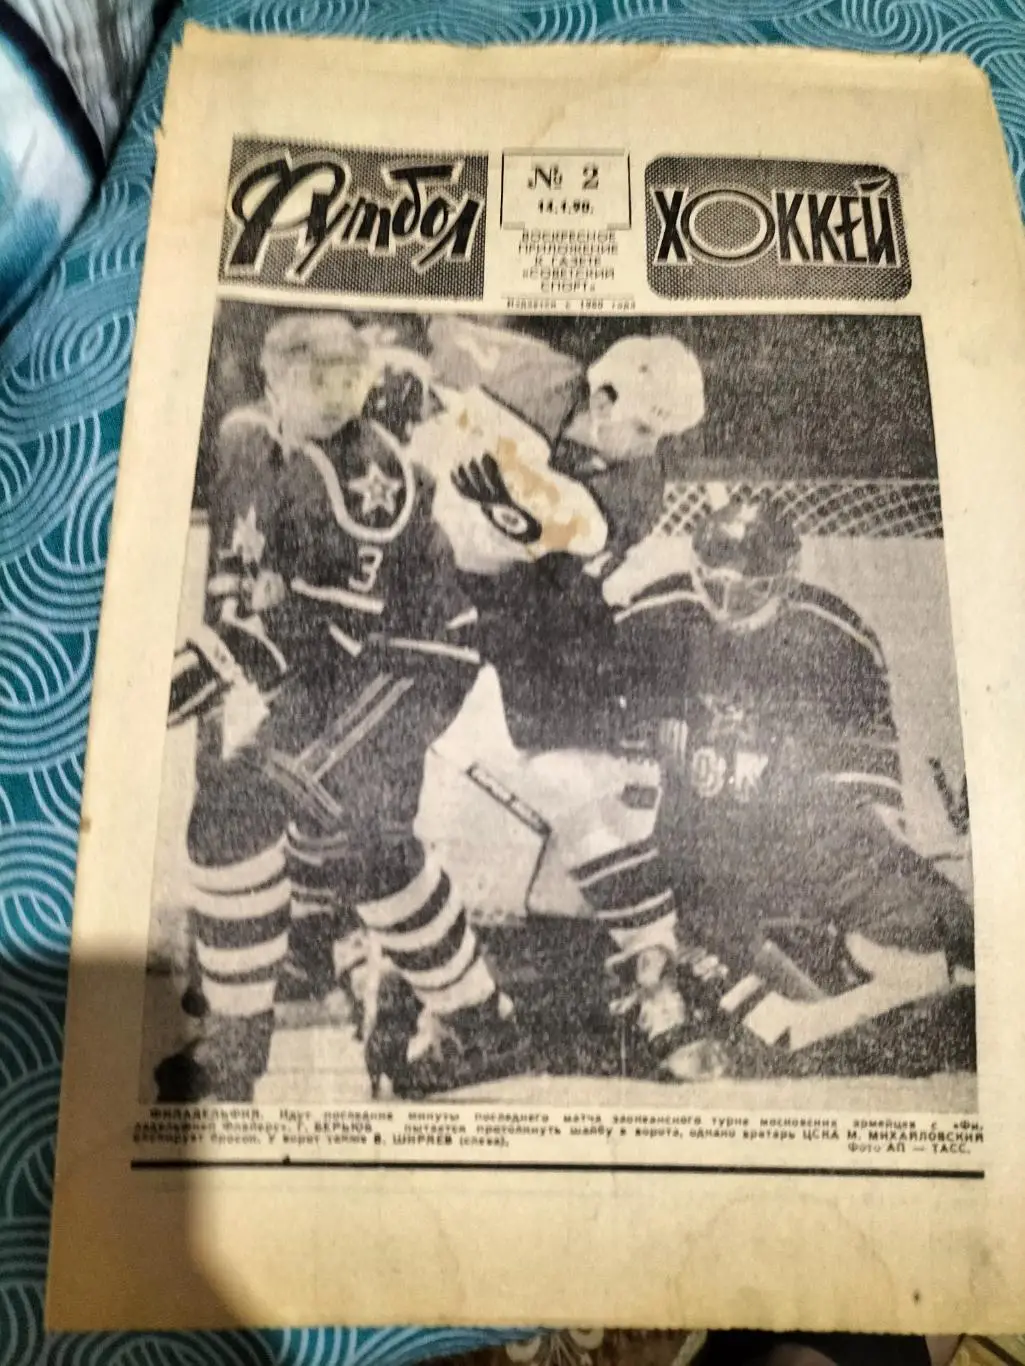 Футбол
№ 2
14.1.90.
ВОСКРЕСНОЕ
ПРИЛОЖЕНИЕ
К ГАЗЕТЕ
«СОВЕТСКИЙ
СПОРТ»
Издается с 1960 года
ХОККЕЙ
3
ФИЛАДЕЛЬФИЯ. Идут последние минуты последнего матча заокеанского турне московских армейцев с «Фи-
ладельфией Флайерс». Г. БЕРЬЮБ пытается протолкнуть шайбу в ворота, однако вратарь ЦСКА М. МИХАЙЛОВСКИЙ
блокирует бросок. У ворот также В. ШИРЯЕВ (слева).
Фото АП — ТАСС.